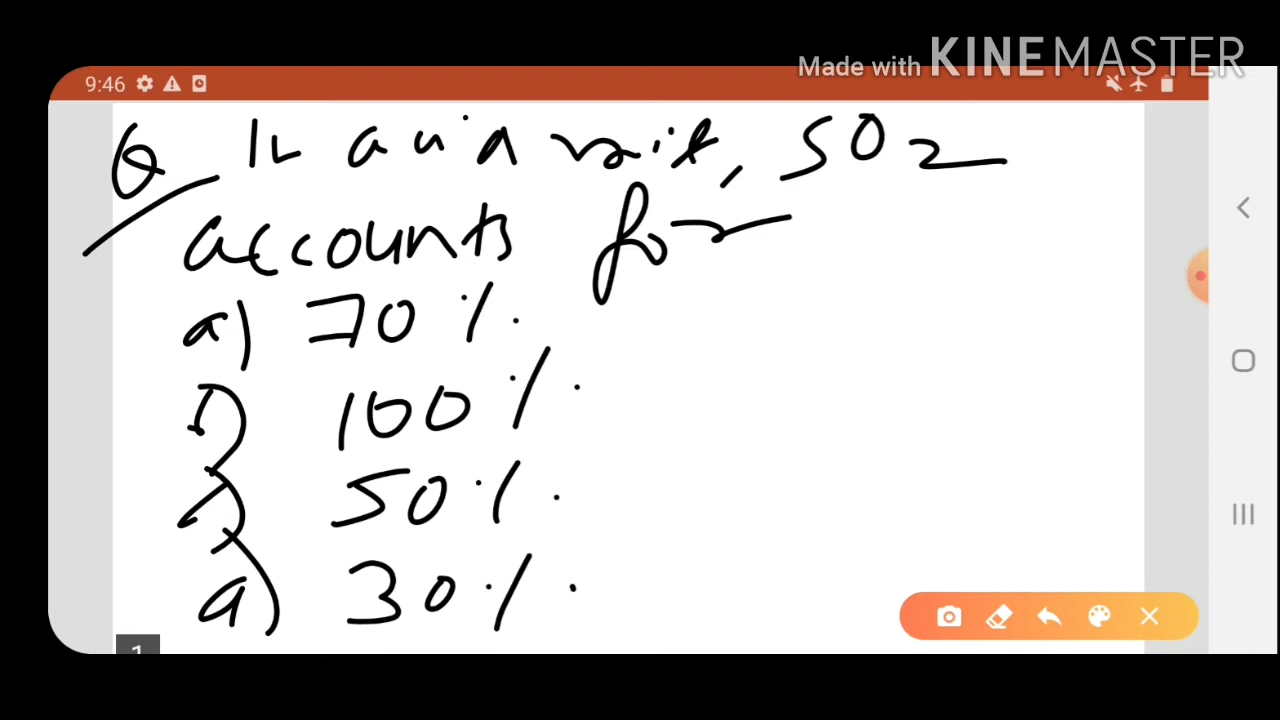 Made with KINEMASTER
9:46
Q In acid rain, SO2
accounts for
a) 70%.
b) 100%.
c) 50%.
d) 30%.
1